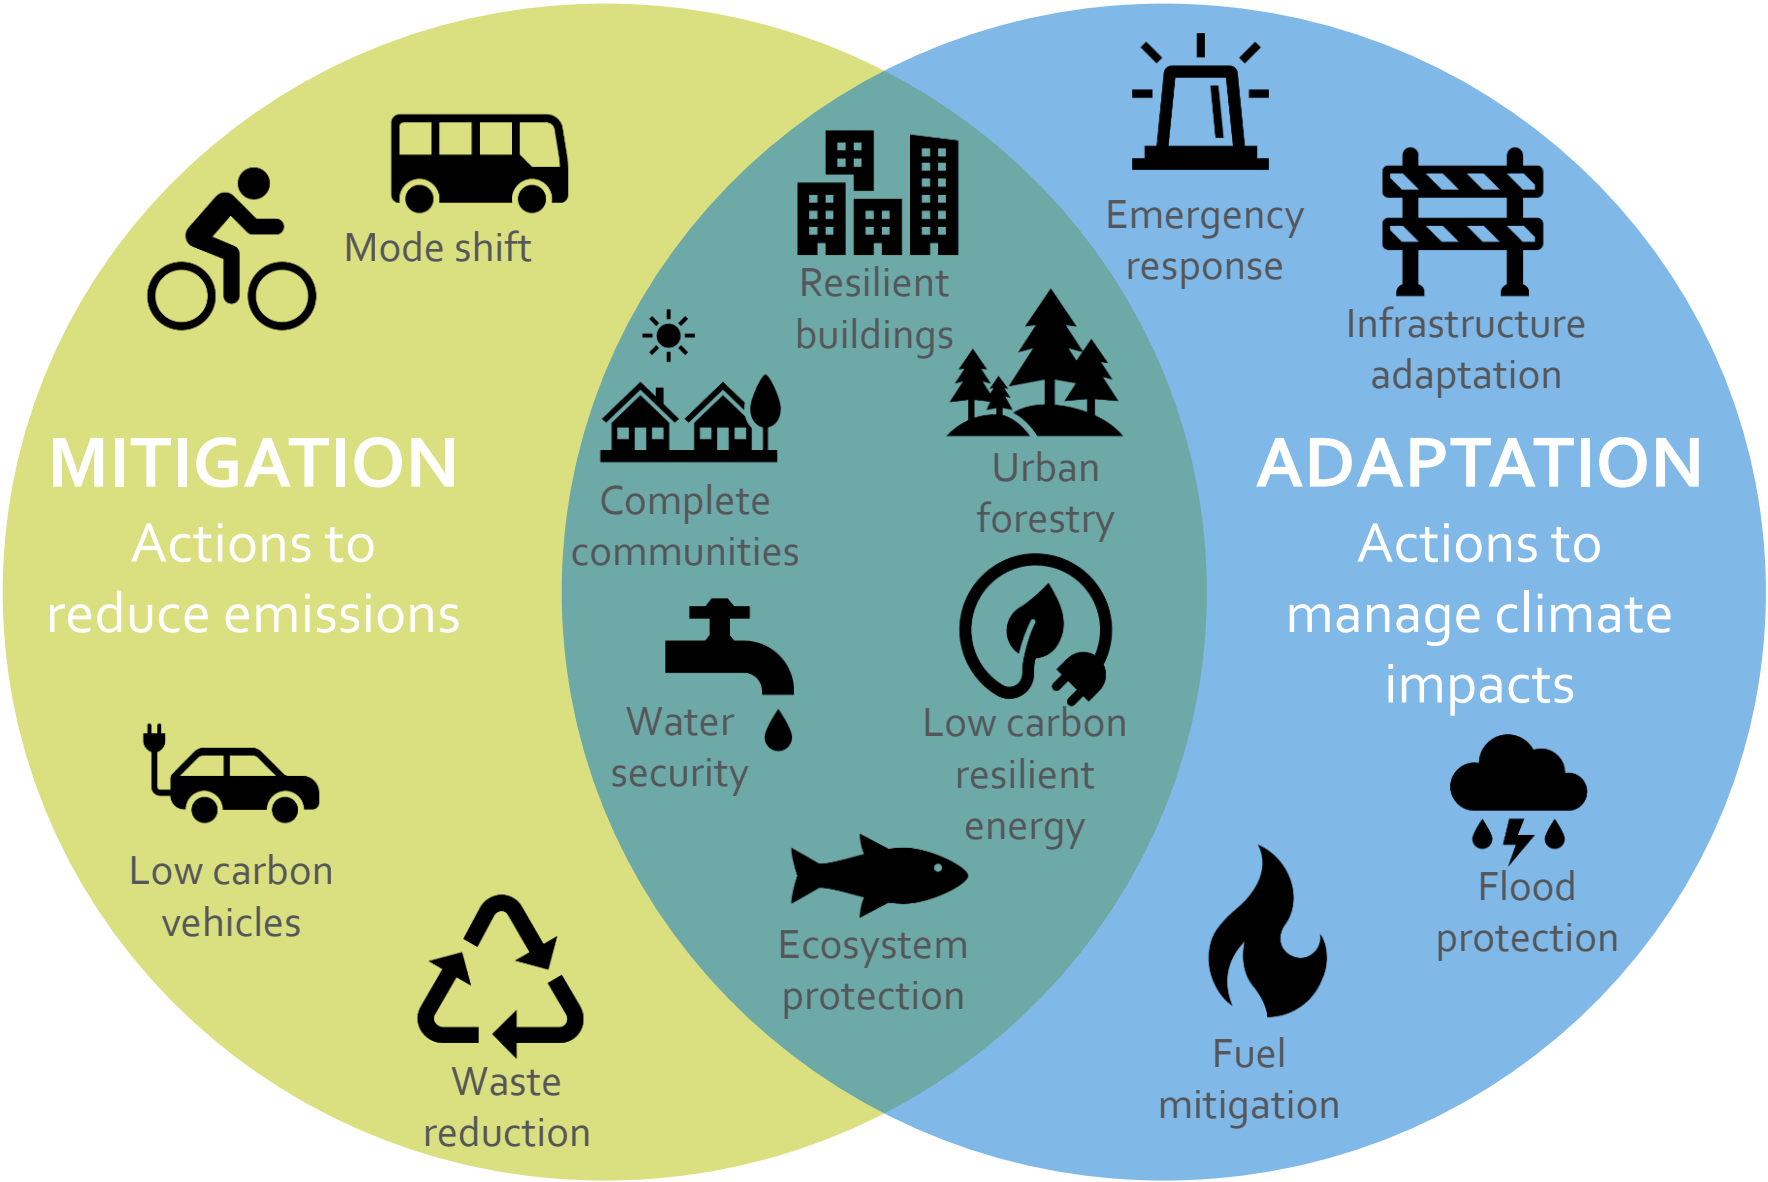 Mode shift
MITIGATION
Actions to
reduce emissions
Low carbon
vehicles
Waste
reduction
Resilient
buildings
Complete
communities
Urban
forestry
Water
security
Low carbon
resilient
energy
Ecosystem
protection
Emergency
response
Infrastructure
adaptation
ADAPTATION
Actions to
manage climate
impacts
Flood
protection
Fuel
mitigation